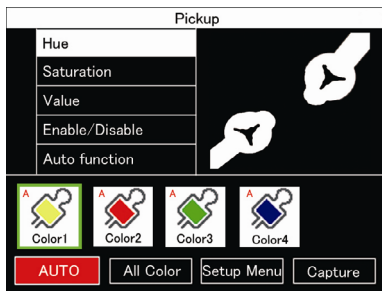 Pickup
Hue
Saturation
Value
Enable/Disable
Auto function
A A A A
Color1 Color2 Color3 Color4
AUTO All Color Setup Menu Capture